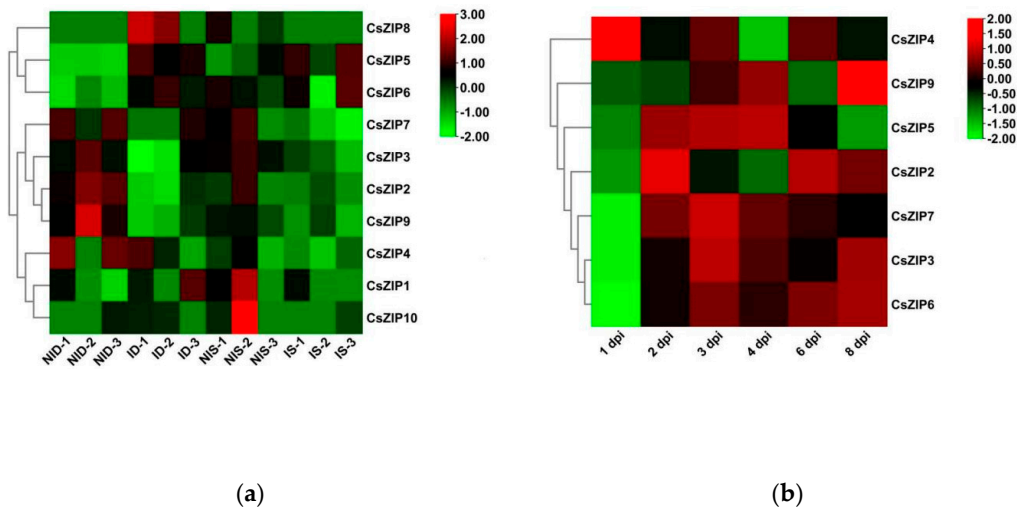 3.00
2.00
1.00
0.00
-1.00
-2.00
CsZIP8
CsZIP5
CsZIP6
CsZIP7
CsZIP3
CsZIP2
CsZIP9
CsZIP4
CsZIP1
CsZIP10
NID-1
NID-2
NID-3
ID-1
ID-2
ID-3
NIS-1
NIS-2
NIS-3
IS-1
IS-2
IS-3
(a)
2.00
1.50
1.00
0.50
0.00
-0.50
-1.00
-1.50
-2.00
CsZIP4
CsZIP9
CsZIP5
CsZIP2
CsZIP7
CsZIP3
CsZIP6
1 dpi
2 dpi
3 dpi
4 dpi
6 dpi
8 dpi
(b)